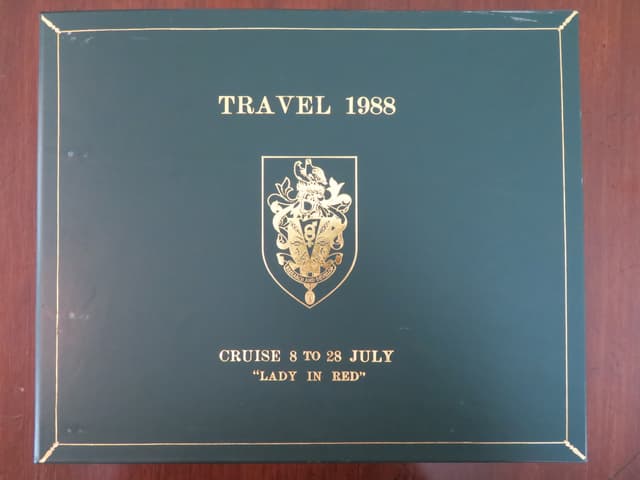 TRAVEL 1988
CRUISE 8 TO 28 JULY
"LADY IN RED"